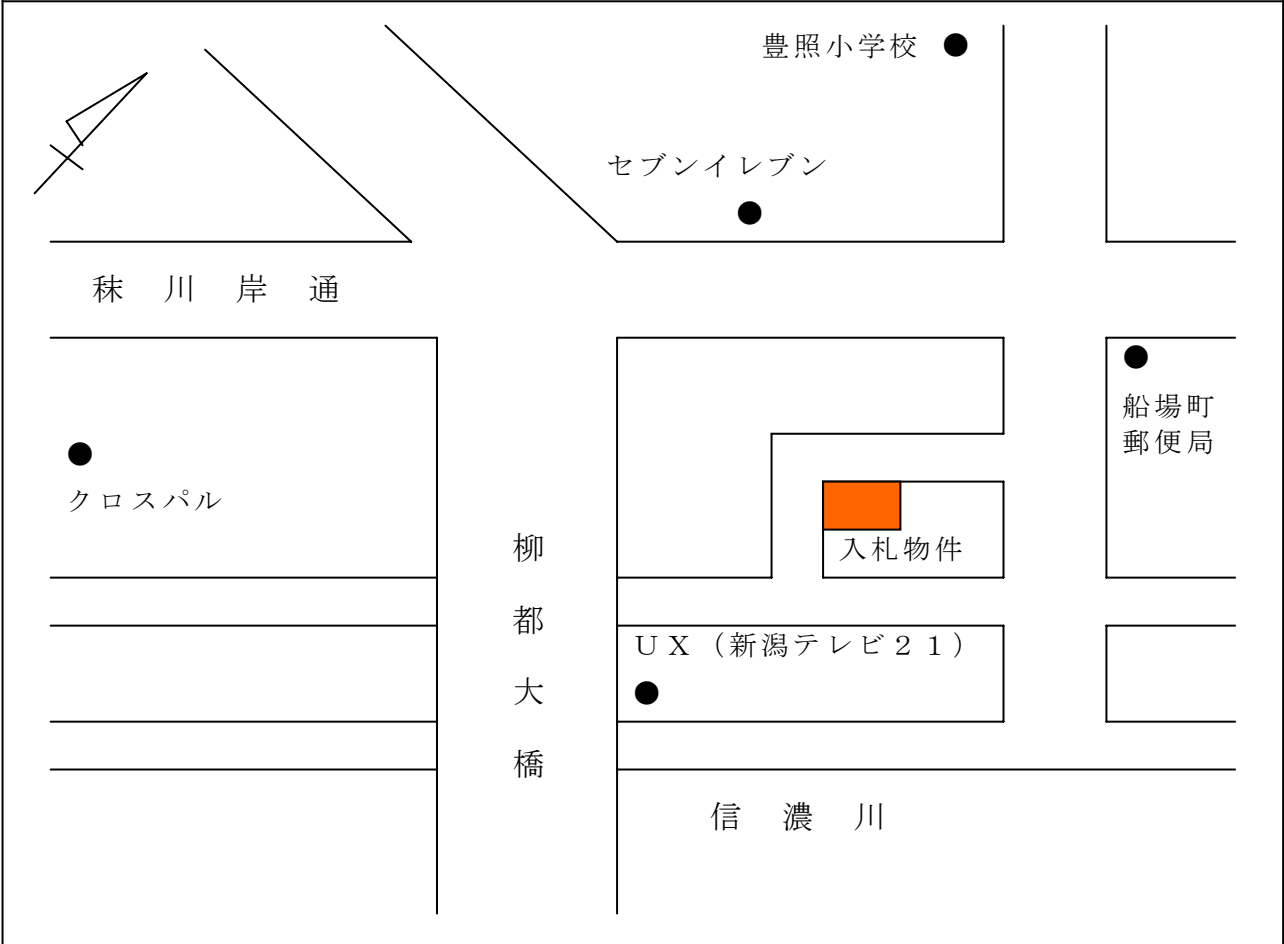 豊照小学校
セブンイレブン
秣川岸通
船場町
郵便局
クロスパル
入札物件
柳都大橋
UX(新潟テレビ21)
信濃川